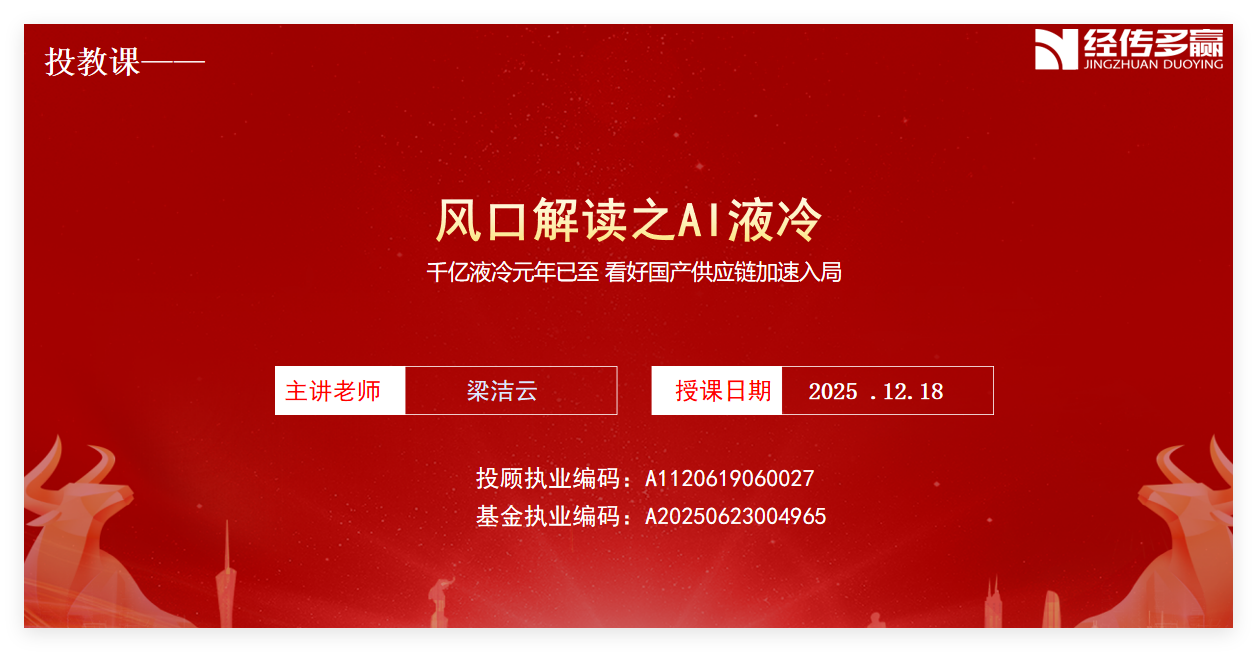 投教课——
经传多赢
JINGZHUAN DUOYING
风口解读之AI液冷
千亿液冷元年已至 看好国产供应链加速入局
主讲老师 梁洁云 授课日期 2025 .12.18
投顾执业编码：A1120619060027
基金执业编码：A20250623004965